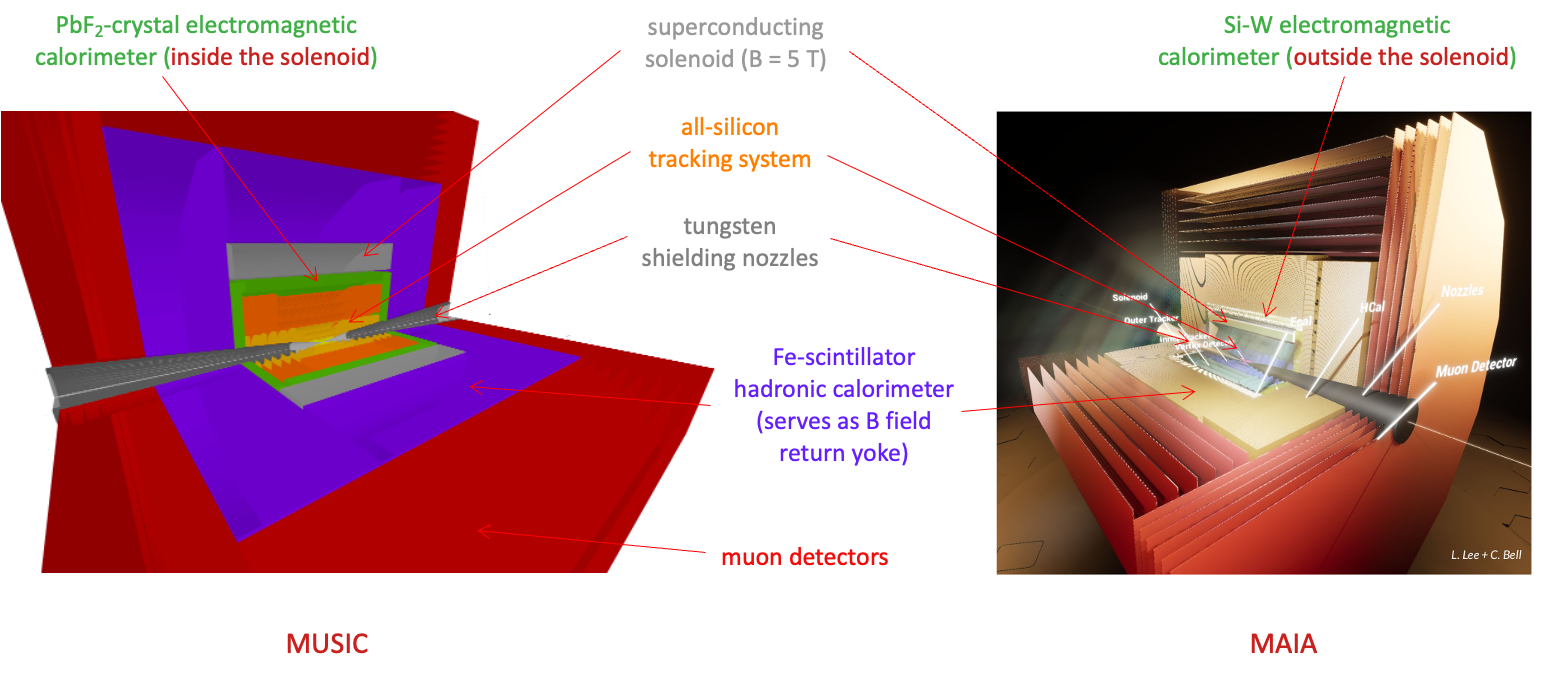 PbF₂-crystal electromagnetic
calorimeter (inside the solenoid)
superconducting
solenoid (B = 5 T)
Si-W electromagnetic
calorimeter (outside the solenoid)
all-silicon
tracking system
tungsten
shielding nozzles
Fe-scintillator
hadronic calorimeter
(serves as B field
return yoke)
muon detectors
Solenoid
Outer Tracker
Vertex
Ecal
HCal
Nozzles
Muon Detector
L. Lee + C. Bell
MUSIC
MAIA